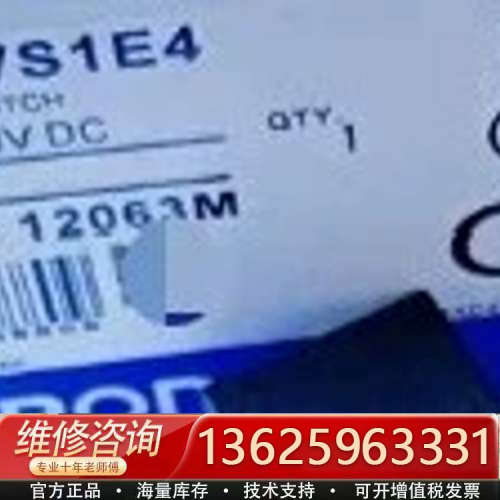 7S1E4
TCH
V DC
QTY 1
12063M
维修咨询
专业十年老师傅
13625963331
官方正品 • 海量库存 • 技术支持 • 可开增值税发票